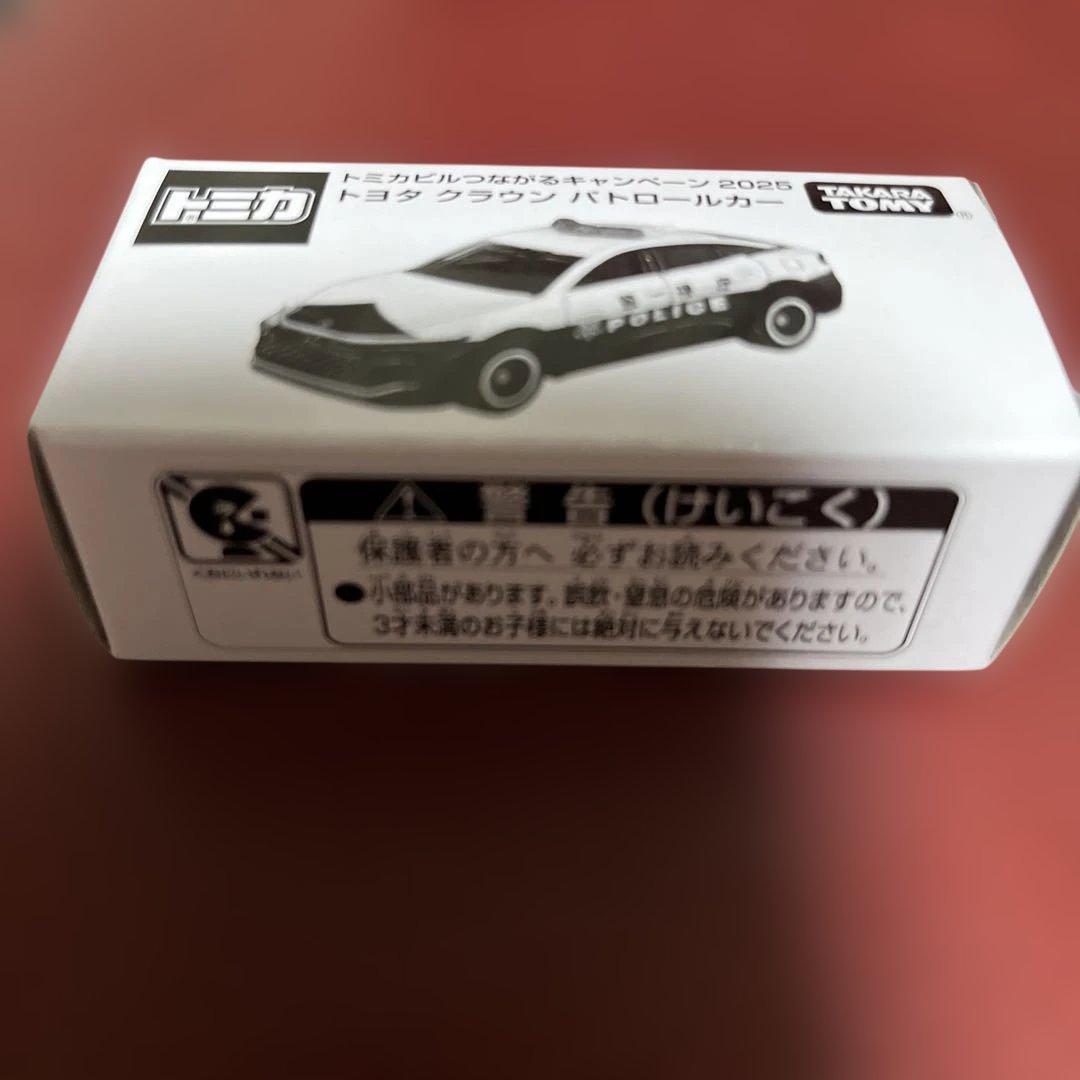 トミカ
トミカビルつながるキャンペーン 2025
トヨタ クラウン パトロールカー
TAKARA
TOMY
®
POLICE
警告(けいこく)
保護者の方へ 必ずお読みください。
●小部品があります。誤飲・窒息の危険がありますので、
3才未満のお子様には絶対に与えないでください。